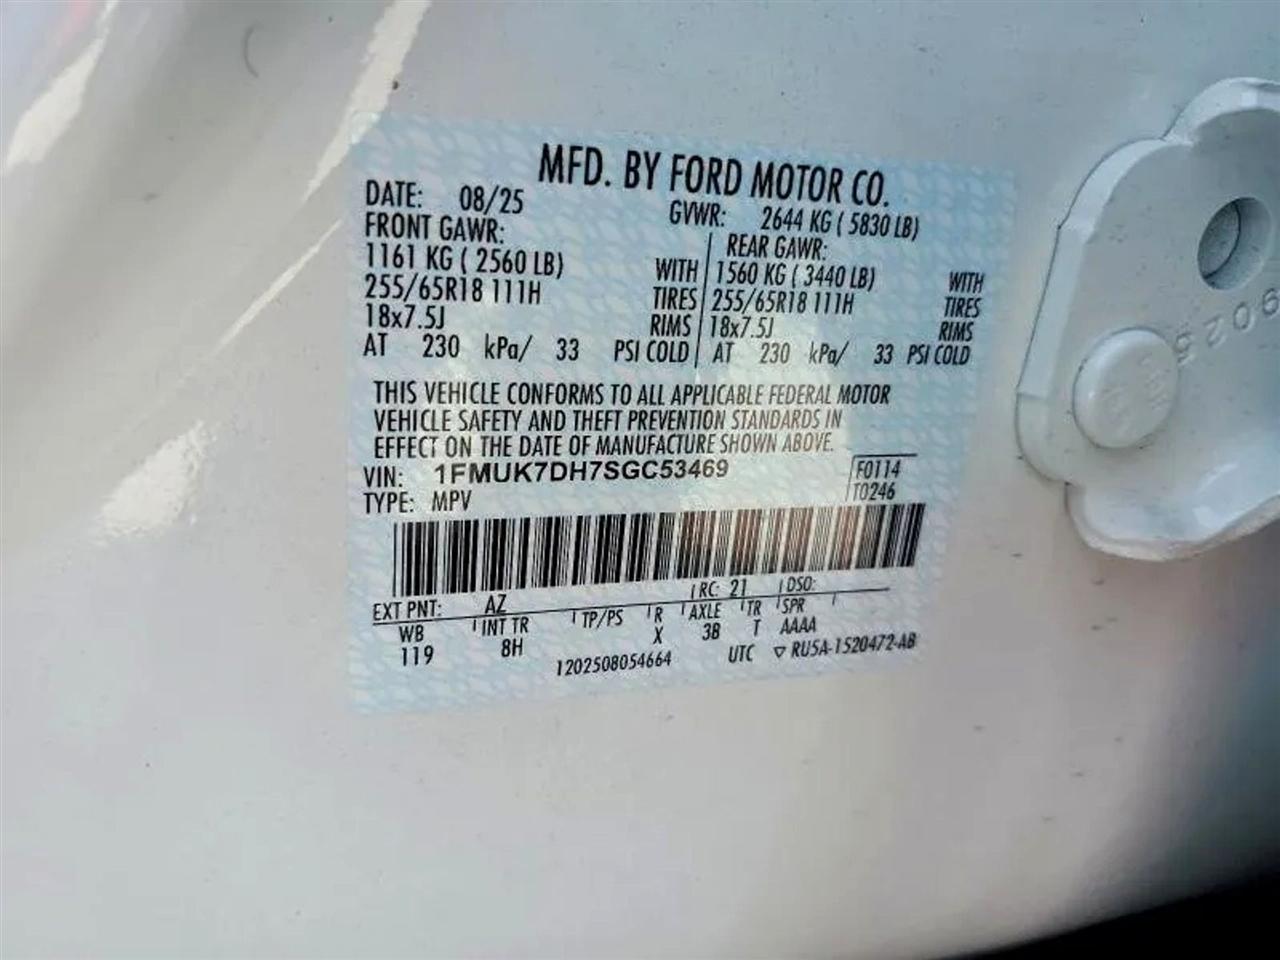 MFD. BY FORD MOTOR CO.
DATE: 08/25 GVWR: 2644 KG ( 5830 LB)
FRONT GAWR: REAR GAWR:
1161 KG ( 2560 LB) WITH 1560 KG ( 3440 LB) WITH
255/65R18 111H TIRES 255/65R18 111H TIRES
18x7.5J RIMS 18x7.5J RIMS
AT 230 kPa/ 33 PSI COLD AT 230 kPa/ 33 PSI COLD
THIS VEHICLE CONFORMS TO ALL APPLICABLE FEDERAL MOTOR
VEHICLE SAFETY AND THEFT PREVENTION STANDARDS IN
EFFECT ON THE DATE OF MANUFACTURE SHOWN ABOVE.
VIN: 1FMUK7DH7SGC53469 F0114
TYPE: MPV T0246
EXT PNT: AZ RC: 21 DSO:
WB INT TR TP/PS R AXLE TR SPR
119 8H X 3B T AAAA
1202508054664 UTC ▽ RU5A-1520472-AB